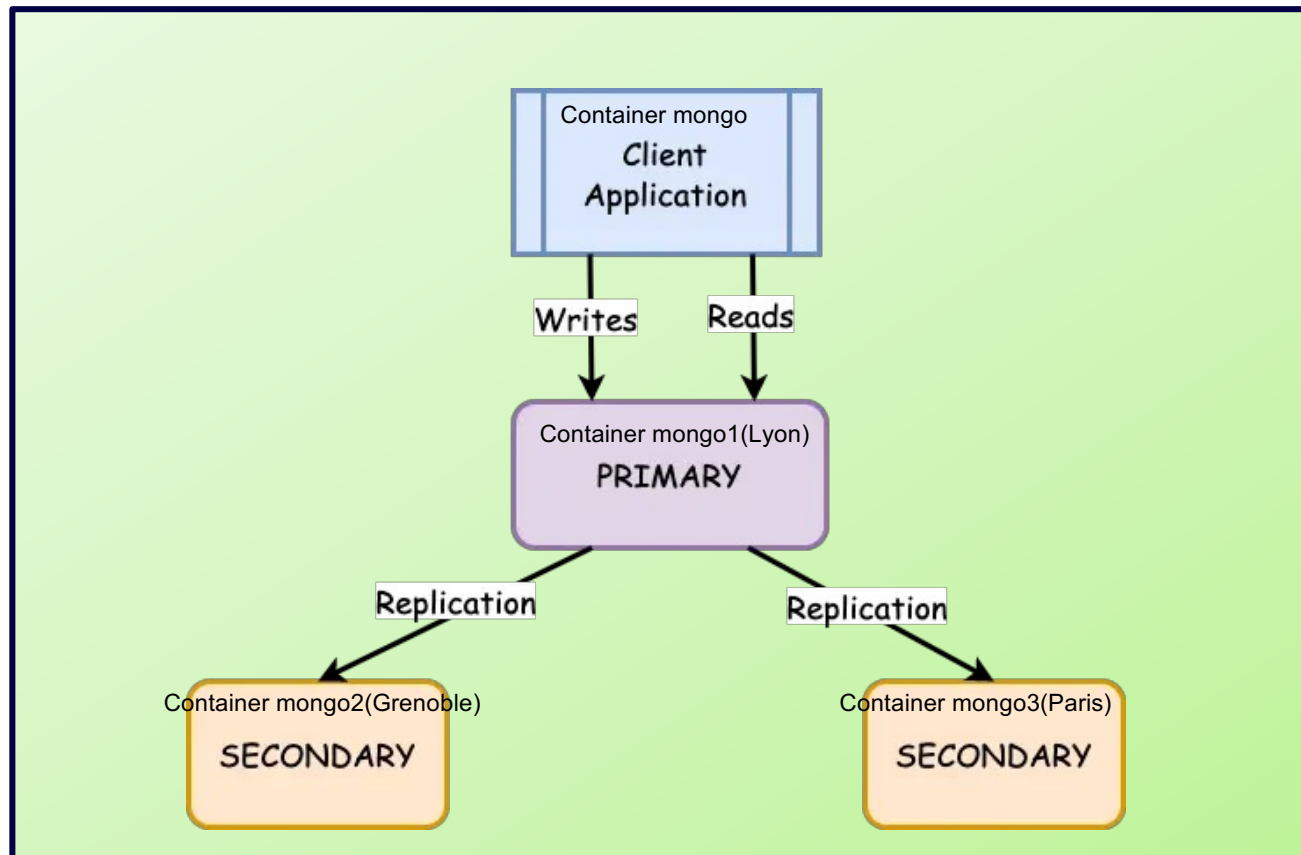 Container mongo
Client
Application
Writes
Reads
Container mongo1(Lyon)
PRIMARY
Replication
Replication
Container mongo2(Grenoble)
SECONDARY
Container mongo3(Paris)
SECONDARY